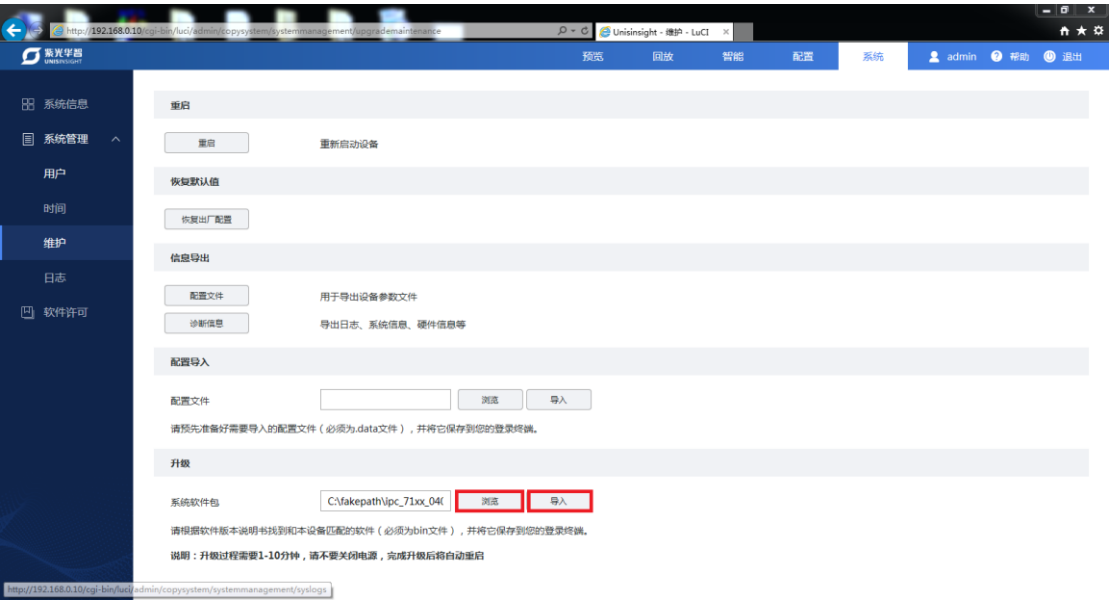 http://192.168.0.10/cgi-bin/luci/admin/copysystem/systemmanagement/upgrademaintenance
Unisinsight - 维护 - LuCI
紫光华智
UNISINSIGHT
预览 回放 智能 配置 系统 admin 帮助 退出
系统信息
系统管理
用户
时间
维护
日志
软件许可
重启
重启 重新启动设备
恢复默认值
恢复出厂配置
信息导出
配置文件 用于导出设备参数文件
诊断信息 导出日志、系统信息、硬件信息等
配置导入
配置文件 浏览 导入
请预先准备好需要导入的配置文件（必须为.data文件），并将它保存到您的登录终端。
升级
系统软件包 C:\fakepath\ipc_71xx_04( 浏览 导入
请根据软件版本说明书找到和本设备匹配的软件（必须为bin文件），并将它保存到您的登录终端。
说明：升级过程需要1-10分钟，请不要关闭电源，完成升级后将自动重启
http://192.168.0.10/cgi-bin/luci/admin/copysystem/systemmanagement/syslogs